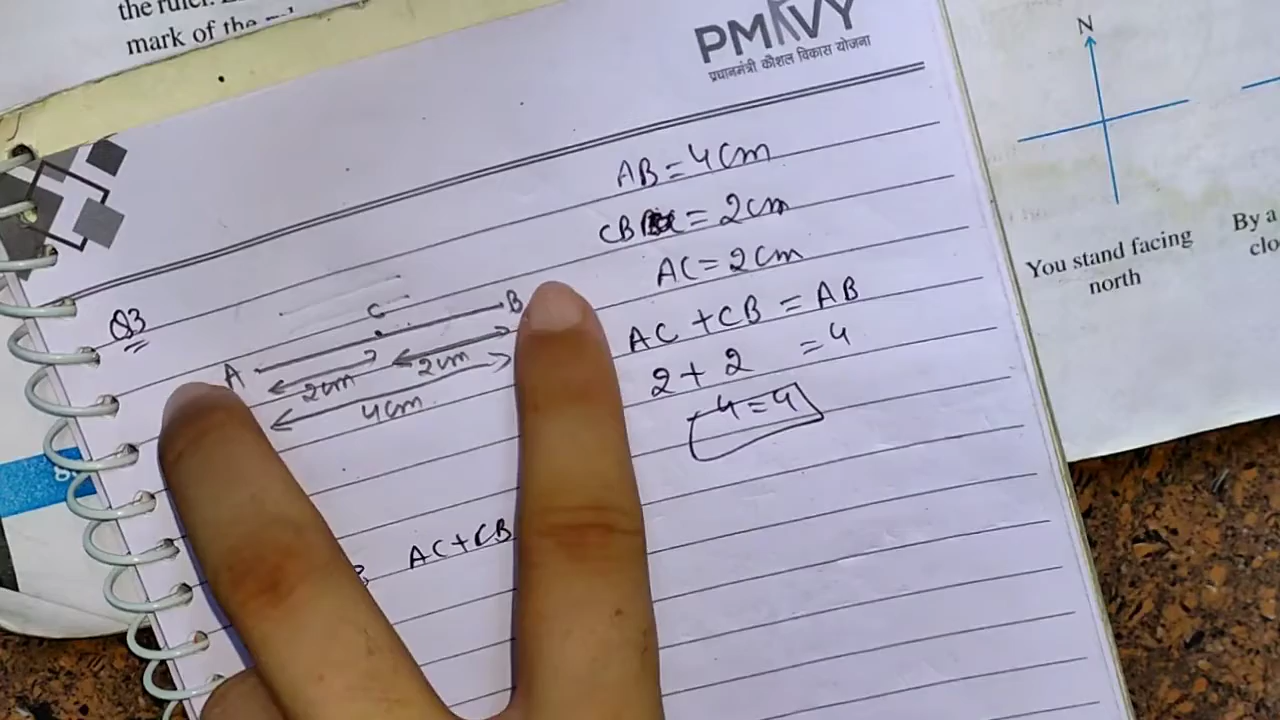 the ruler.
mark of the
PMKVY
प्रधानमंत्री कौशल विकास योजना
AB = 4cm
CB = 2cm
AC = 2cm
AC + CB = AB
2 + 2 = 4
4 = 4
Q3
C
B
A
2cm
2cm
4cm
AC+CB
N
You stand facing
north
By a
clo